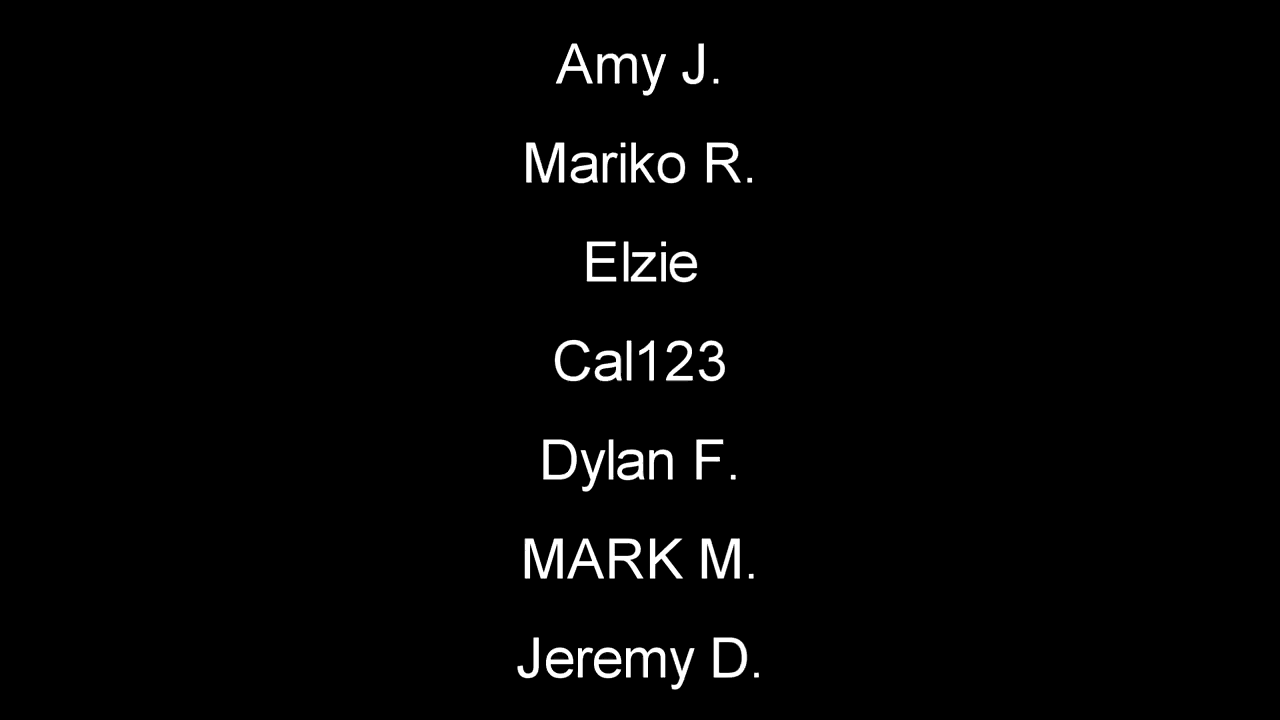 Amy J.
Mariko R.
Elzie
Cal123
Dylan F.
MARK M.
Jeremy D.